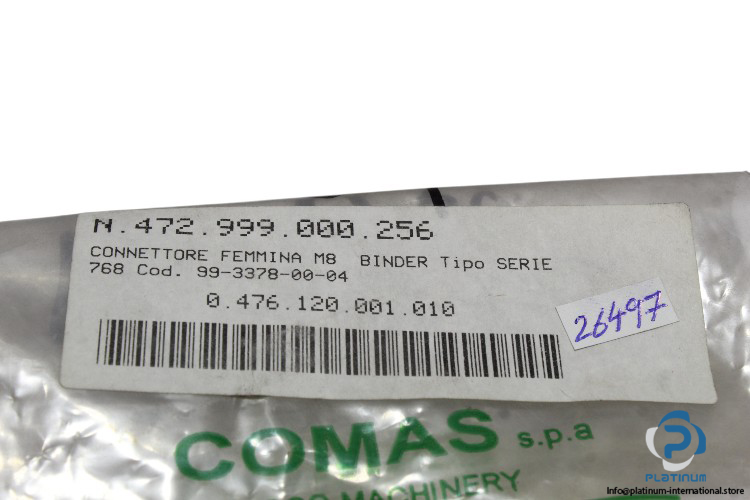 N.472.999.000.256
CONNETTORE FEMMINA M8 BINDER Tipo SERIE
768 Cod. 99-3378-00-04
0.476.120.001.010
26497
COMAS s.p.a
MACHINERY
PLATINUM
Info@platinum-international.store